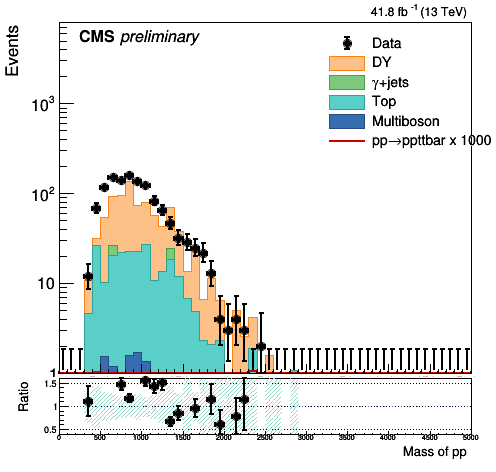 41.8 fb⁻¹ (13 TeV)
CMS preliminary
Events
Data
DY
γ+jets
Top
Multiboson
pp→ppttbar x 1000
10³
10²
10
1
Ratio
1.5
1
0.5
0 500 1000 1500 2000 2500 3000 3500 4000 4500 5000
Mass of pp